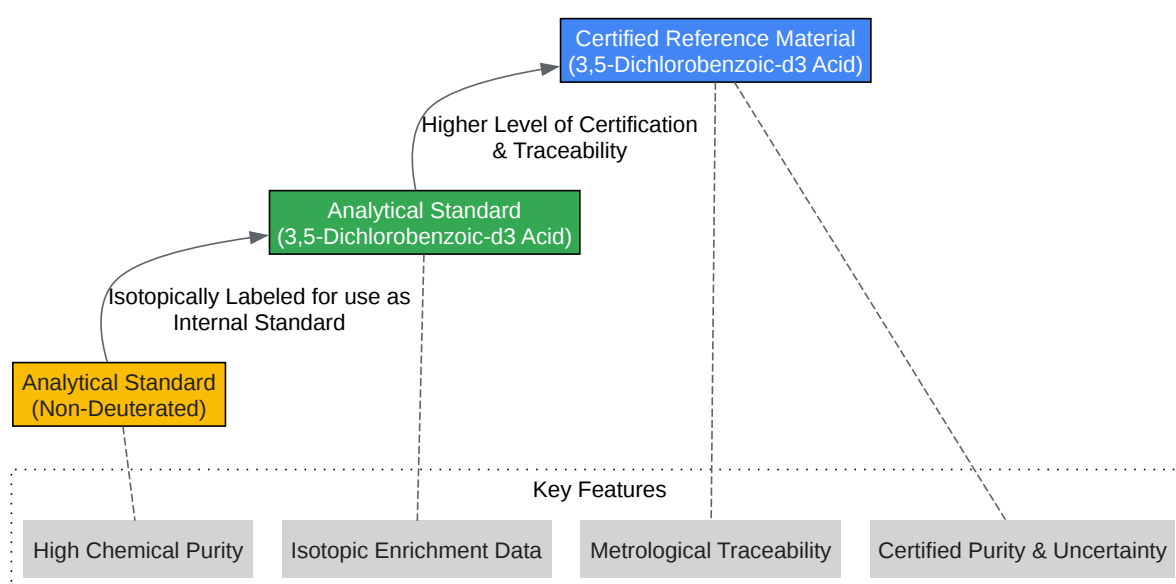 Certified Reference Material
(3,5-Dichlorobenzoic-d3 Acid)
Higher Level of Certification
& Traceability
Analytical Standard
(3,5-Dichlorobenzoic-d3 Acid)
Isotopically Labeled for use as
Internal Standard
Analytical Standard
(Non-Deuterated)
Key Features
High Chemical Purity
Isotopic Enrichment Data
Metrological Traceability
Certified Purity & Uncertainty